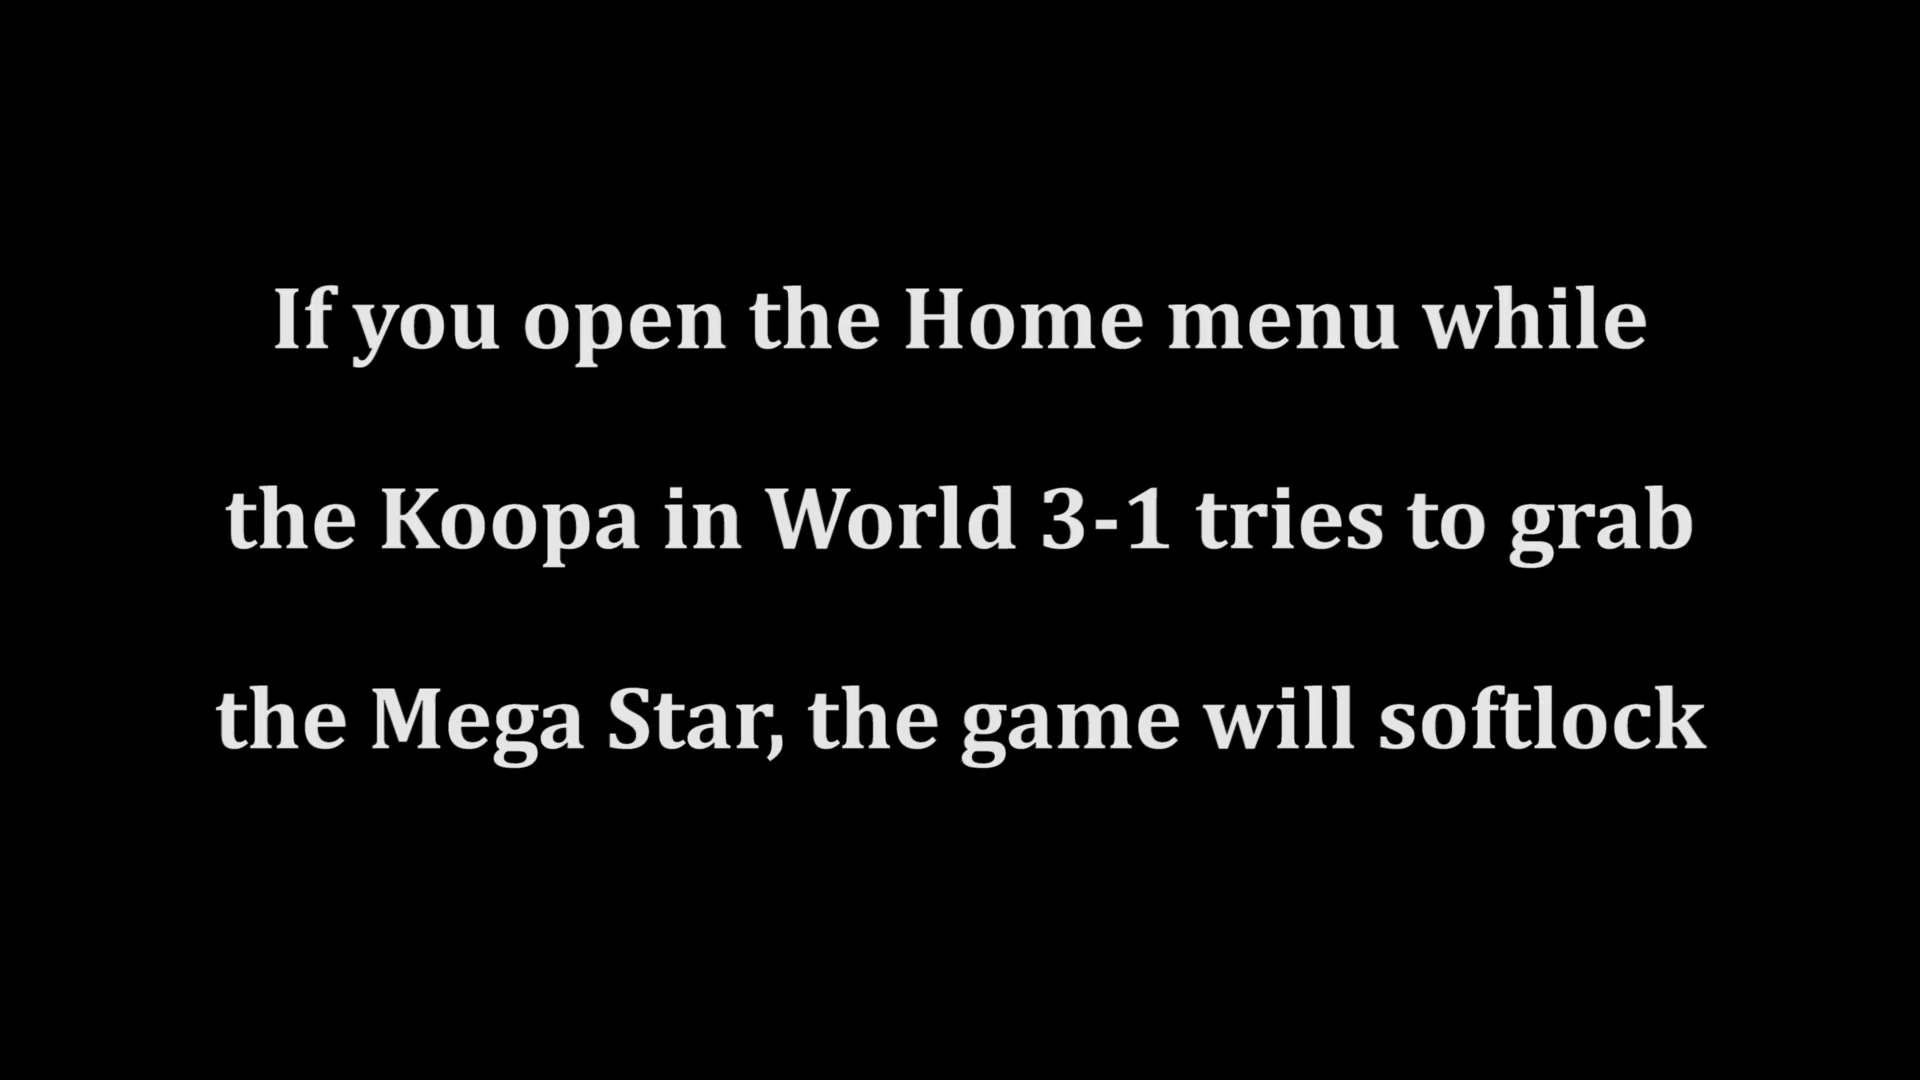 If you open the Home menu while
the Koopa in World 3-1 tries to grab
the Mega Star, the game will softlock